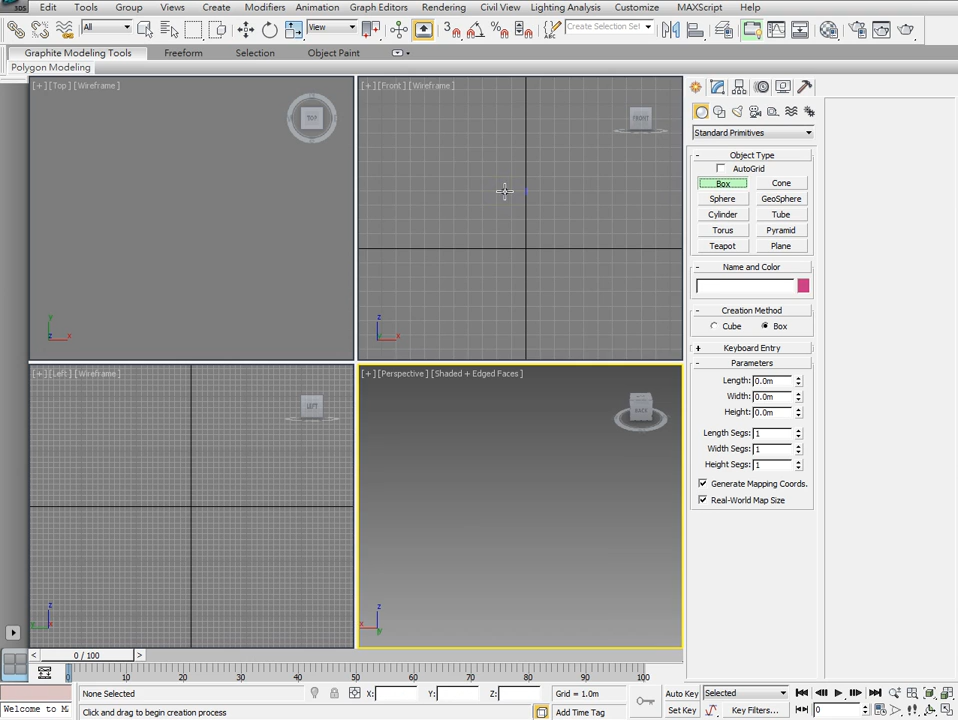 3DS Edit Tools Group Views Create Modifiers Animation Graph Editors Rendering Civil View Lighting Analysis Customize MAXScript Help
All View 3 Create Selection Set
Graphite Modeling Tools Freeform Selection Object Paint
Polygon Modeling
[+][Top][Wireframe]
TOP
[+][Front][Wireframe]
FRONT
Standard Primitives
- Object Type
AutoGrid
Box Cone
Sphere GeoSphere
Cylinder Tube
Torus Pyramid
Teapot Plane
- Name and Color
- Creation Method
Cube Box
+ Keyboard Entry
- Parameters
Length: 0.0m
Width: 0.0m
Height: 0.0m
Length Segs: 1
Width Segs: 1
Height Segs: 1
Generate Mapping Coords.
Real-World Map Size
y
z x
z
x
[+][Left][Wireframe]
LEFT
[+][Perspective][Shaded + Edged Faces]
BACK
z
y
z
x y
< 0 / 100 >
0 10 20 30 40 50 60 70 80 90 100
None Selected X: Y: Z: Grid = 1.0m Auto Key Selected
Welcome to M Click and drag to begin creation process Add Time Tag Set Key Key Filters... 0